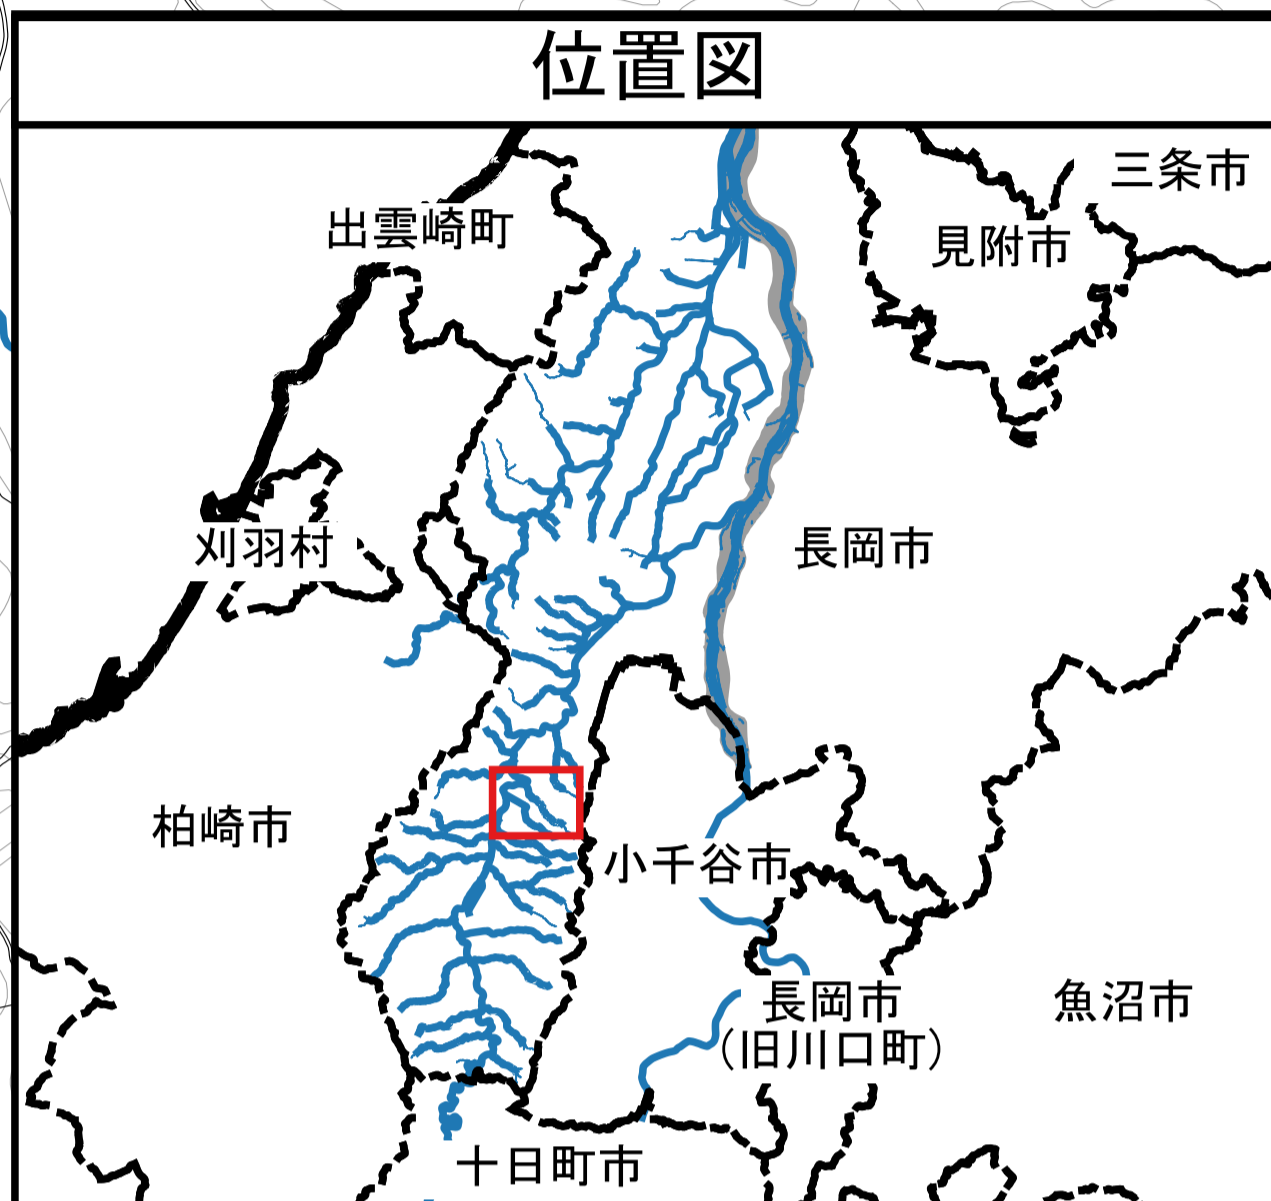 位置図
三条市
出雲崎町
見附市
刈羽村
長岡市
柏崎市
小千谷市
長岡市
(旧川口町)
魚沼市
十日町市